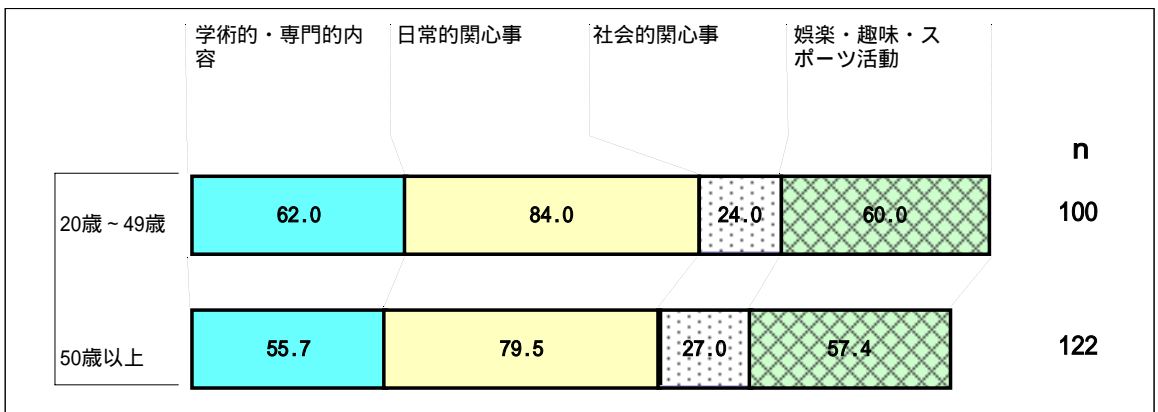 学術的・専門的内
容
日常的関心事
社会的関心事
娯楽・趣味・ス
ポーツ活動
n
20歳～49歳
62.0
84.0
24.0
60.0
100
50歳以上
55.7
79.5
27.0
57.4
122